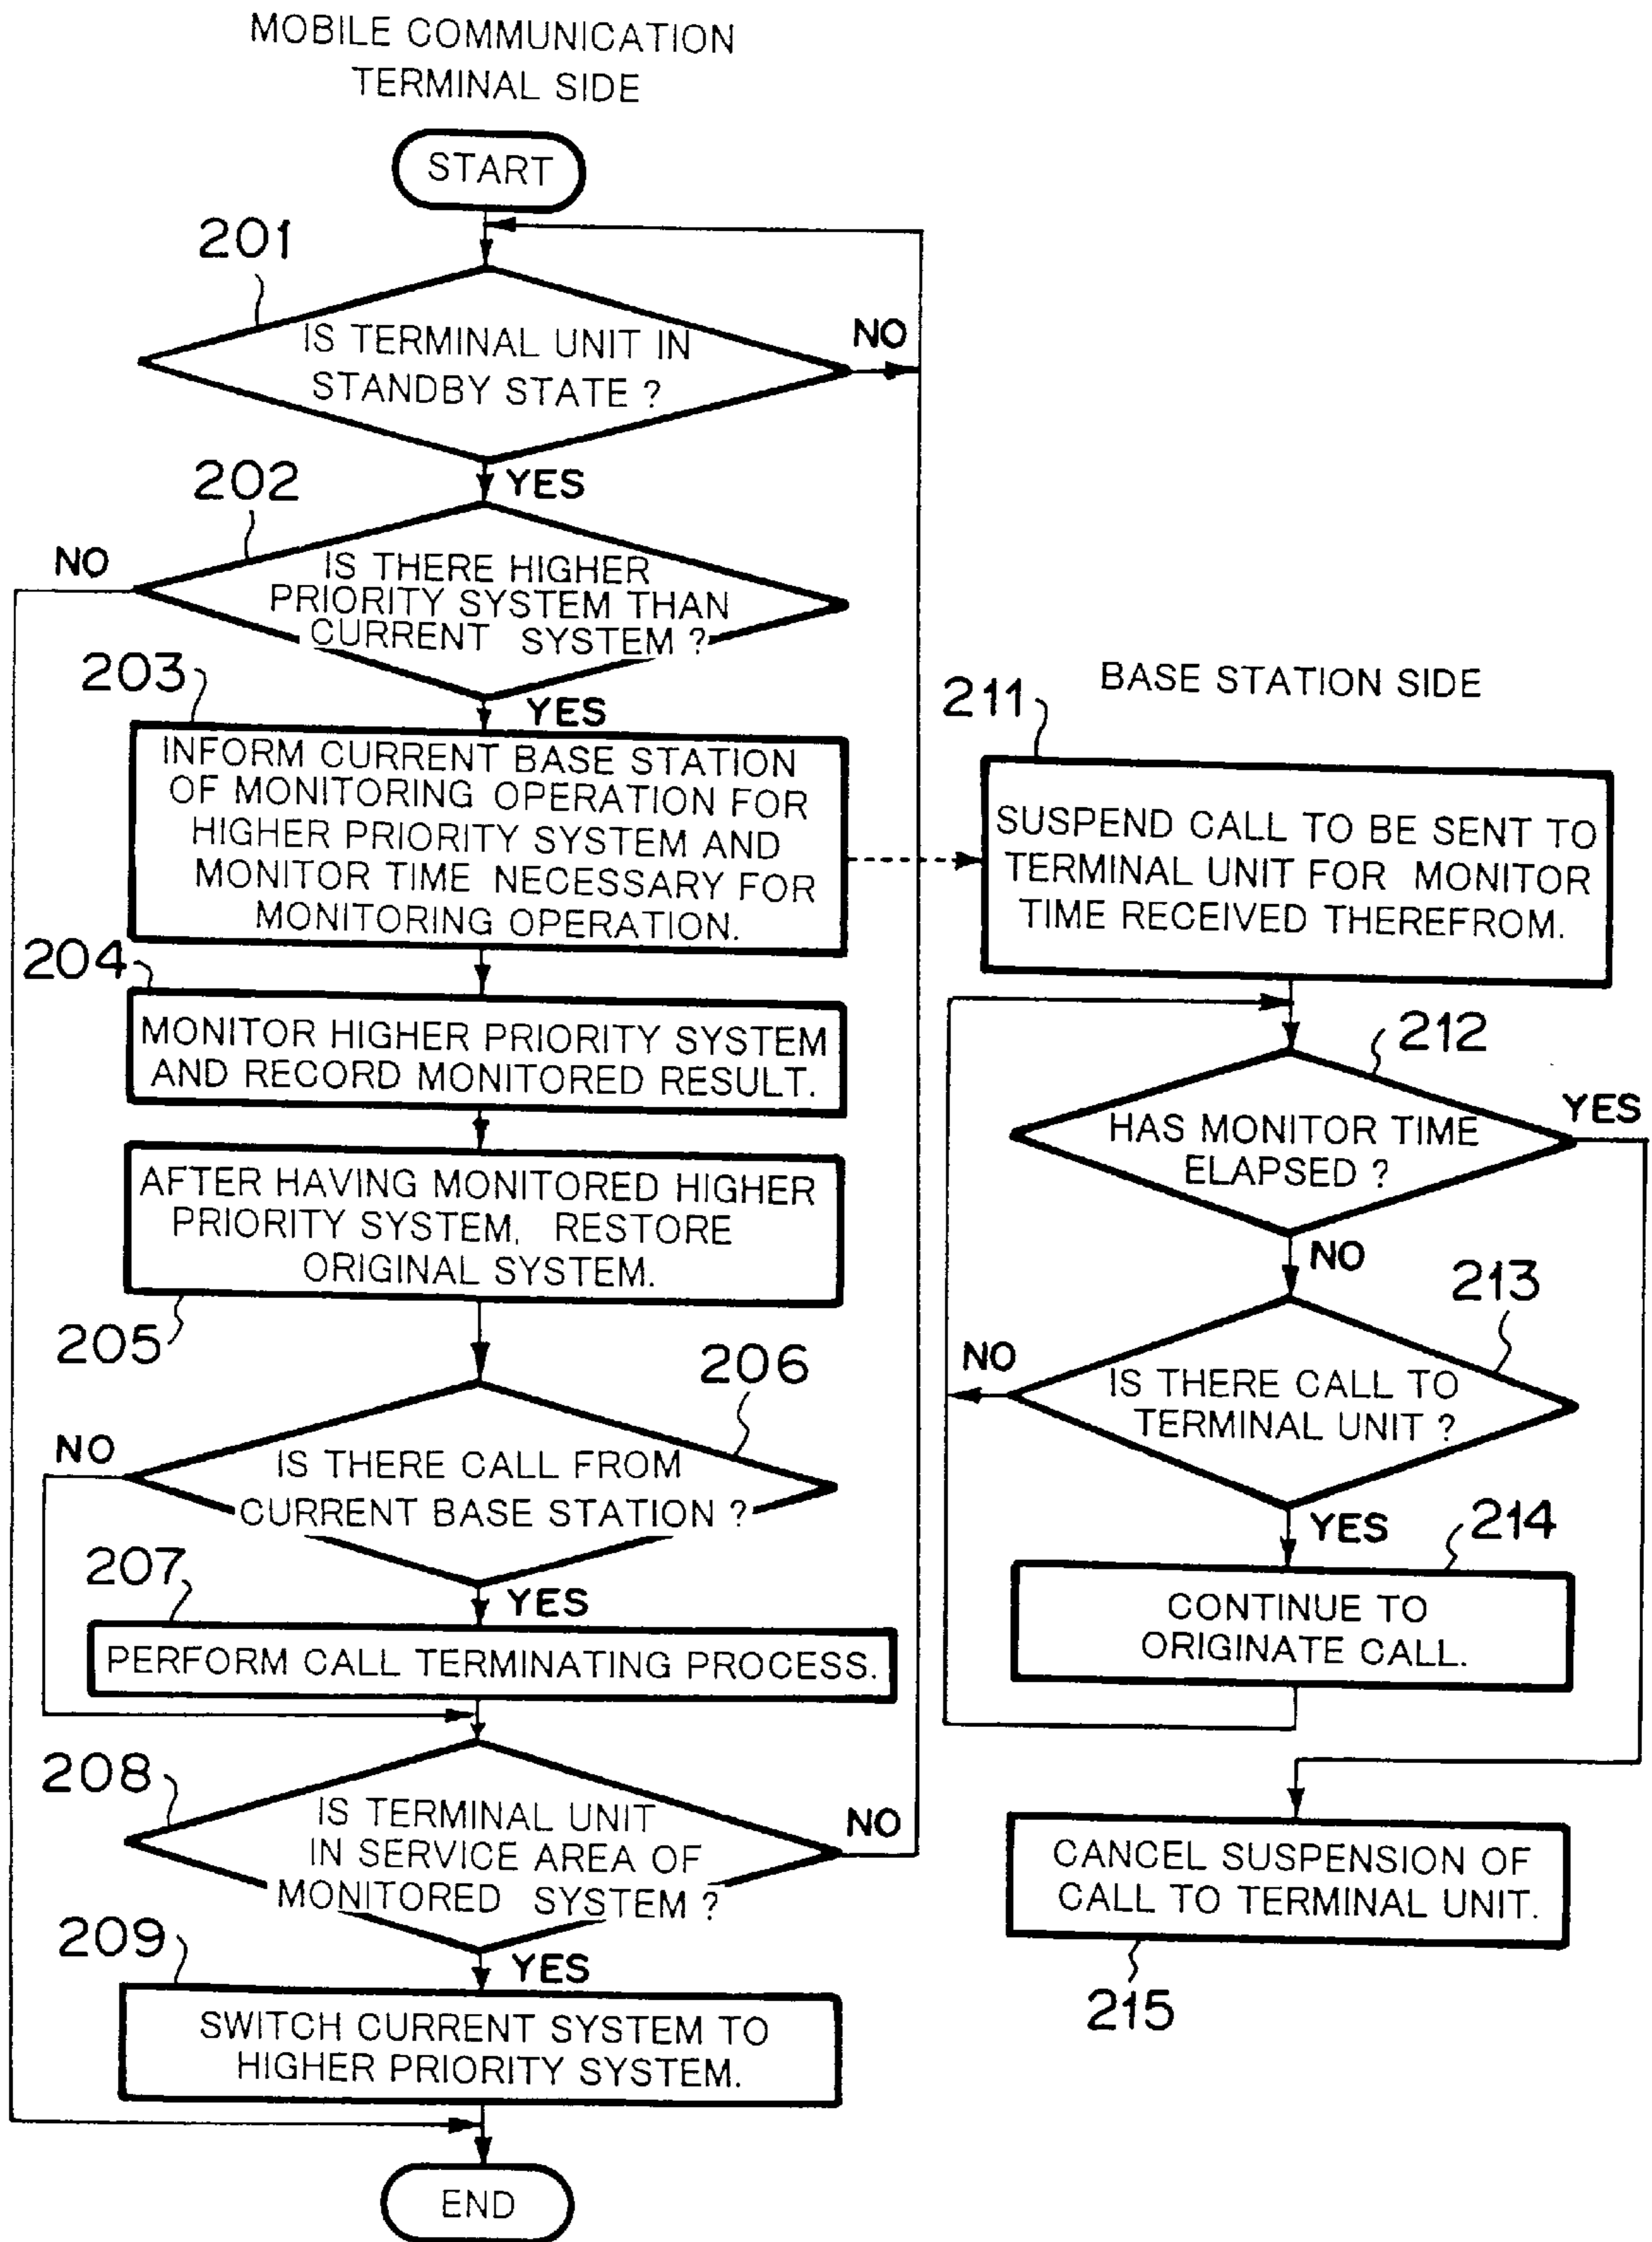 MOBILE COMMUNICATION
TERMINAL SIDE
START
201
IS TERMINAL UNIT IN
STANDBY STATE ?
NO
YES
202
IS THERE HIGHER
PRIORITY SYSTEM THAN
CURRENT SYSTEM ?
NO
YES
203
INFORM CURRENT BASE STATION
OF MONITORING OPERATION FOR
HIGHER PRIORITY SYSTEM AND
MONITOR TIME NECESSARY FOR
MONITORING OPERATION.
204
MONITOR HIGHER PRIORITY SYSTEM
AND RECORD MONITORED RESULT.
AFTER HAVING MONITORED HIGHER
PRIORITY SYSTEM, RESTORE
ORIGINAL SYSTEM.
205
206
IS THERE CALL FROM
CURRENT BASE STATION ?
NO
YES
207
PERFORM CALL TERMINATING PROCESS.
208
IS TERMINAL UNIT
IN SERVICE AREA OF
MONITORED SYSTEM ?
NO
YES
209
SWITCH CURRENT SYSTEM TO
HIGHER PRIORITY SYSTEM.
END
BASE STATION SIDE
211
SUSPEND CALL TO BE SENT TO
TERMINAL UNIT FOR MONITOR
TIME RECEIVED THEREFROM.
212
HAS MONITOR TIME
ELAPSED ?
YES
NO
213
IS THERE CALL TO
TERMINAL UNIT ?
NO
YES
214
CONTINUE TO
ORIGINATE CALL.
CANCEL SUSPENSION OF
CALL TO TERMINAL UNIT.
215